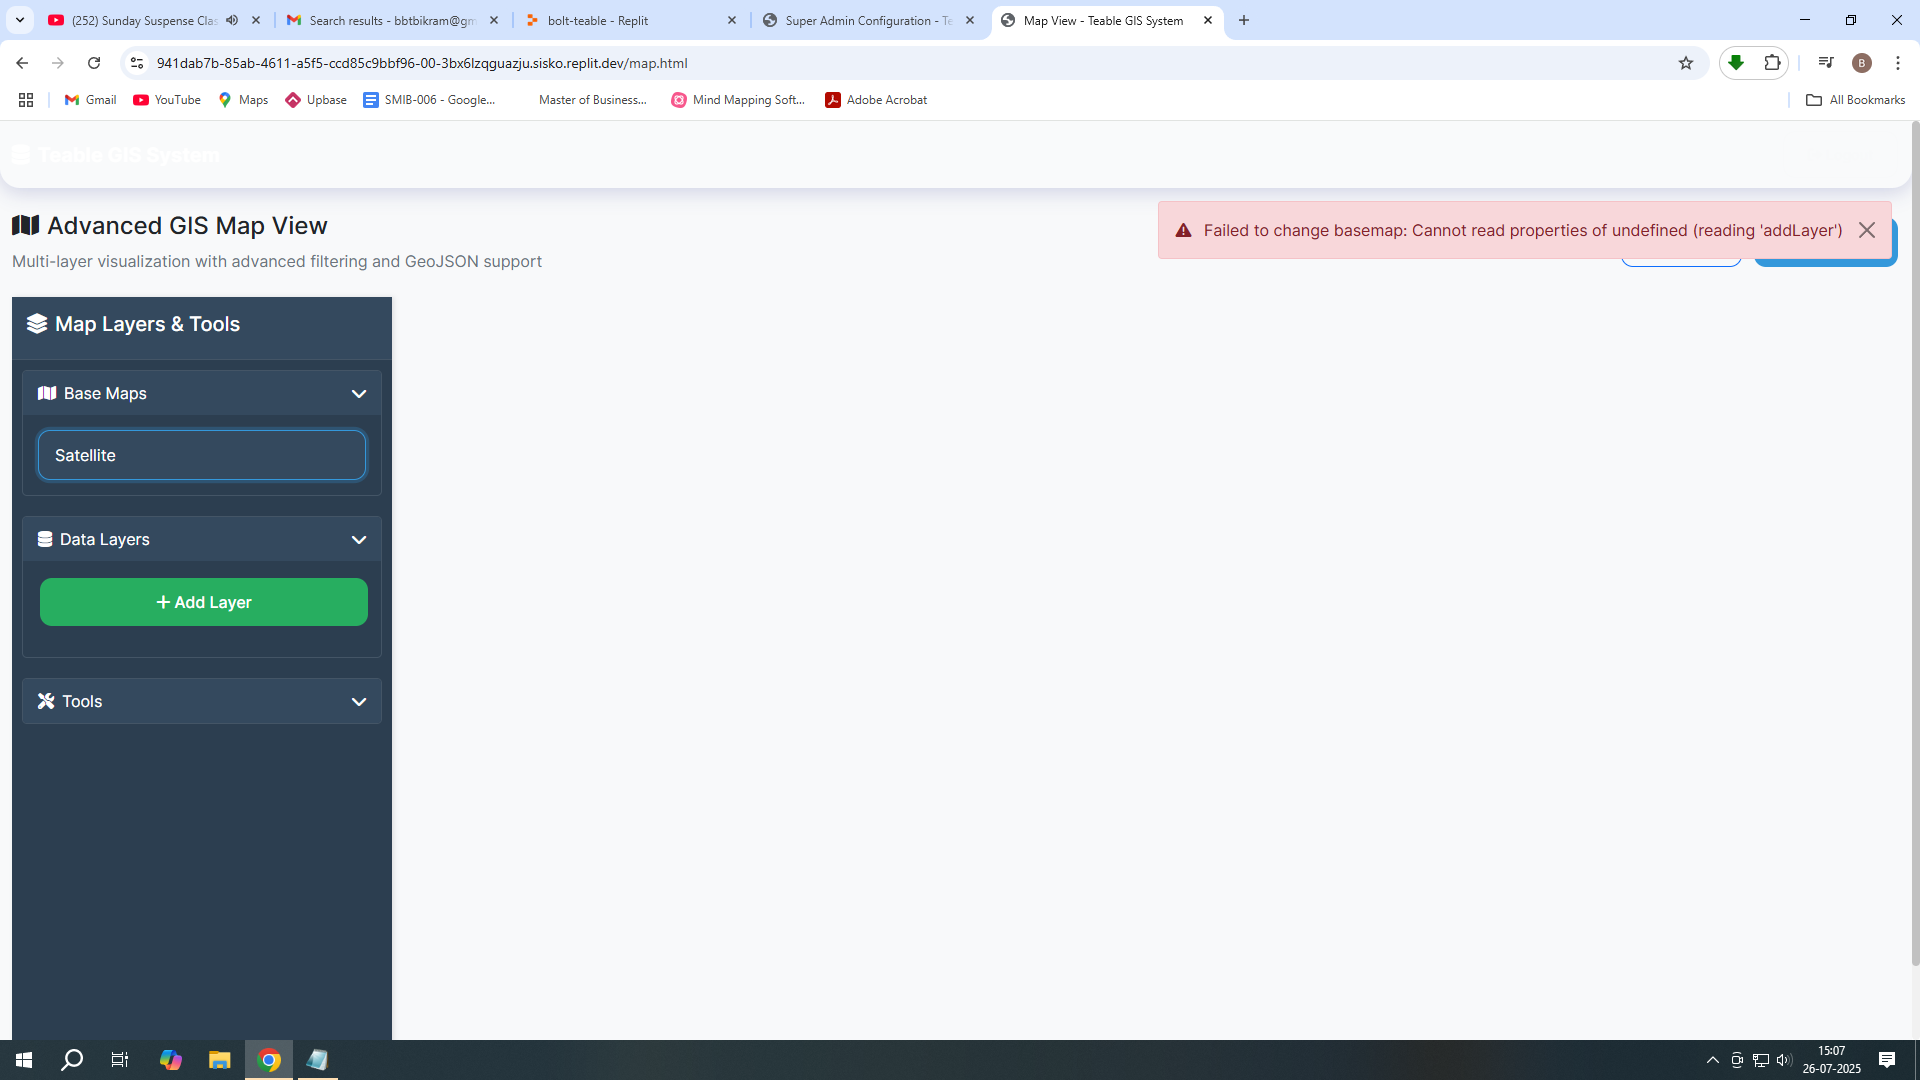 (252) Sunday Suspense Clas
Search results - bbtbikram@gm
bolt-teable - Replit
Super Admin Configuration - Te
Map View - Teable GIS System
941dab7b-85ab-4611-a5f5-ccd85c9bbf96-00-3bx6lzqguazju.sisko.replit.dev/map.html
B
Gmail
YouTube
Maps
Upbase
SMIB-006 - Google...
Master of Business...
Mind Mapping Soft...
Adobe Acrobat
All Bookmarks
Teable GIS System
Advanced GIS Map View
Multi-layer visualization with advanced filtering and GeoJSON support
Failed to change basemap: Cannot read properties of undefined (reading 'addLayer')
Map Layers & Tools
Base Maps
Satellite
Data Layers
+ Add Layer
Tools
15:07
26-07-2025